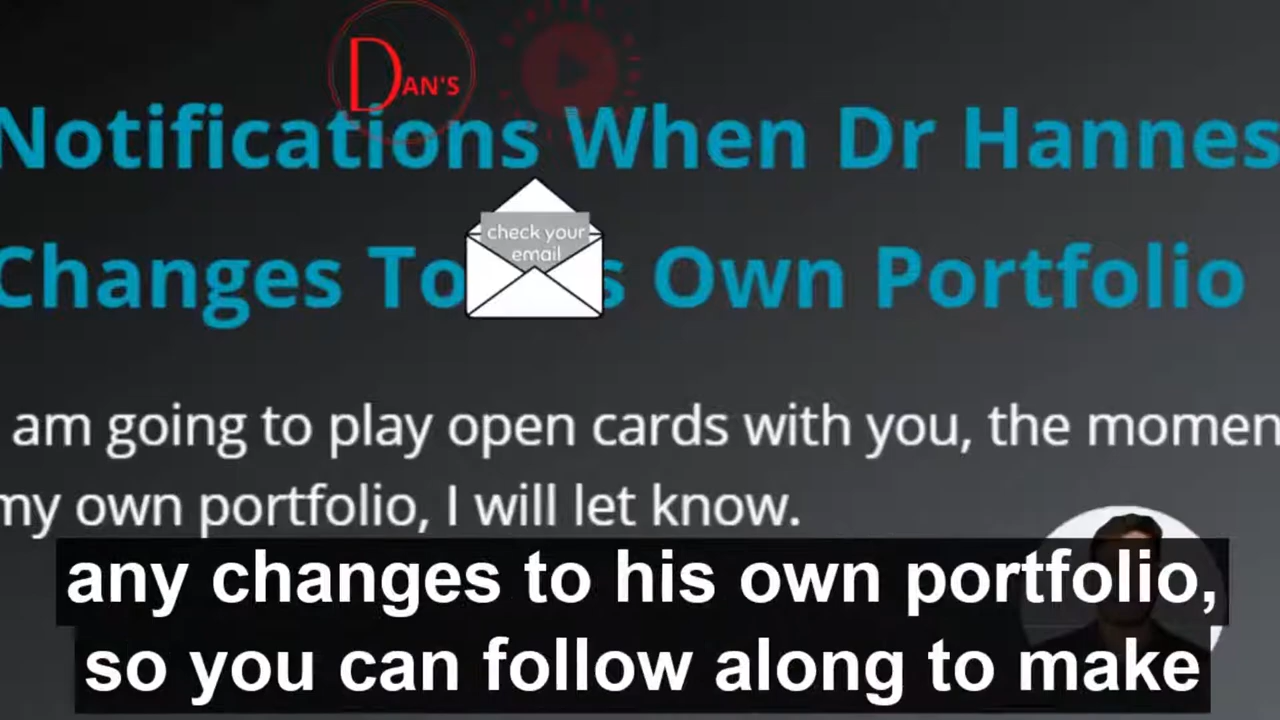 DAN'S
Notifications When Dr Hannes
check your
email
Changes To s Own Portfolio
am going to play open cards with you, the momen
my own portfolio, I will let know.
any changes to his own portfolio,
so you can follow along to make